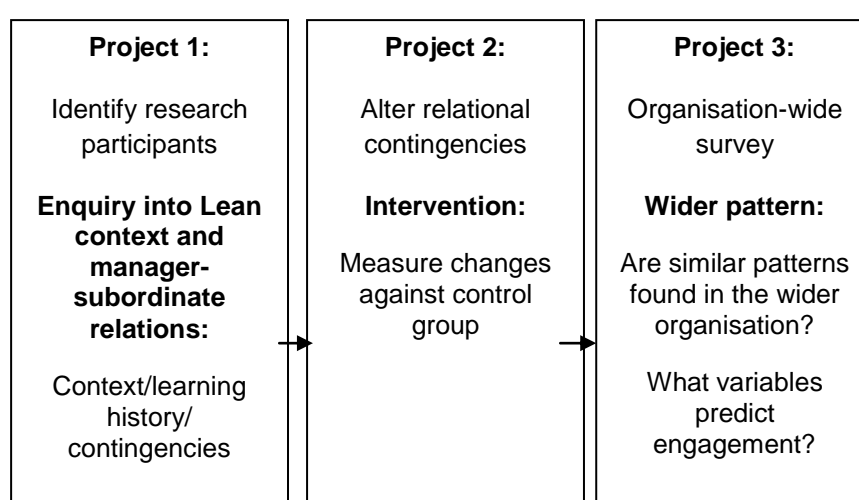 Project 1:
Identify research
participants
Enquiry into Lean
context and
manager-
subordinate
relations:
Context/learning
history/
contingencies
Project 2:
Alter relational
contingencies
Intervention:
Measure changes
against control
group
Project 3:
Organisation-wide
survey
Wider pattern:
Are similar patterns
found in the wider
organisation?
What variables
predict
engagement?